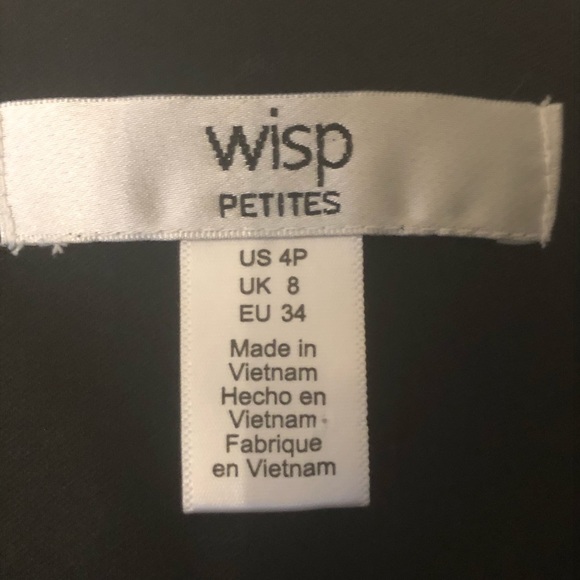 wisp
PETITES
US 4P
UK 8
EU 34
Made in
Vietnam
Hecho en
Vietnam
Fabrique
en Vietnam